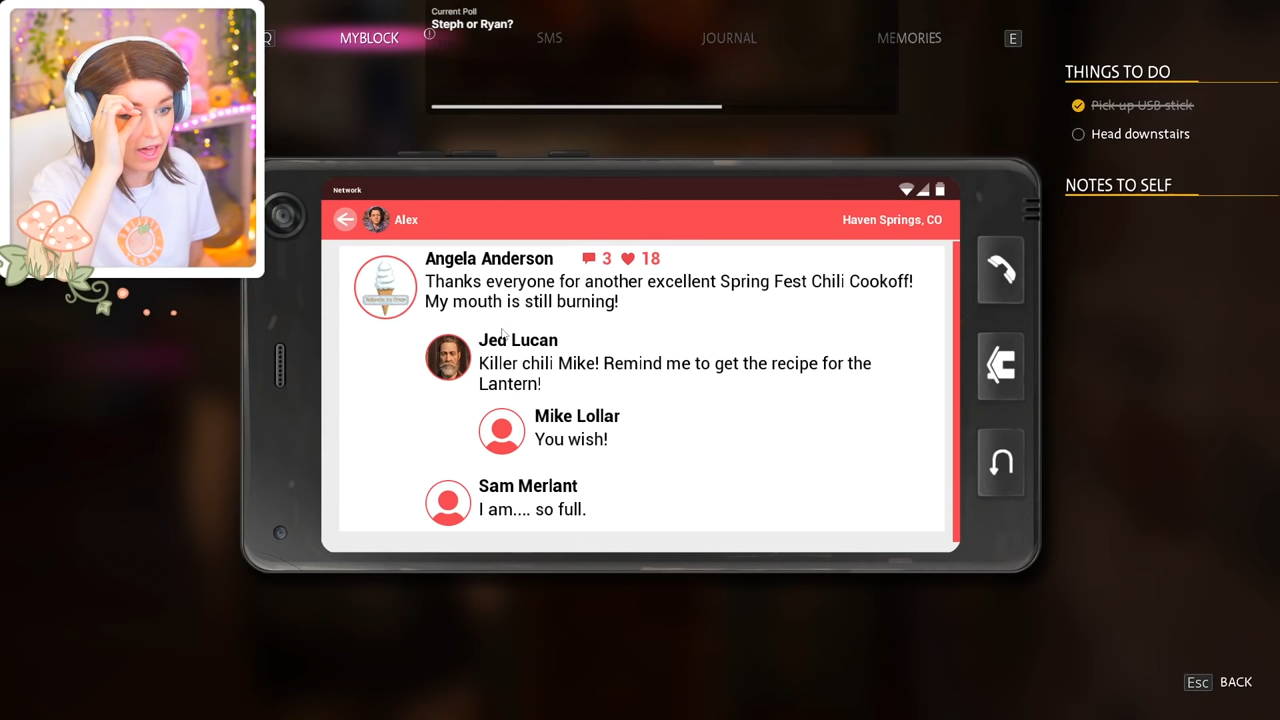 Current Poll
Steph or Ryan?
Q
MYBLOCK
SMS
JOURNAL
MEMORIES
E
THINGS TO DO
Pick up USB stick
Head downstairs
NOTES TO SELF
Network
Alex
Haven Springs, CO
Angela Anderson 3 18
Thanks everyone for another excellent Spring Fest Chili Cookoff!
My mouth is still burning!
Jed Lucan
Killer chili Mike! Remind me to get the recipe for the
Lantern!
Mike Lollar
You wish!
Sam Merlant
I am.... so full.
Esc BACK